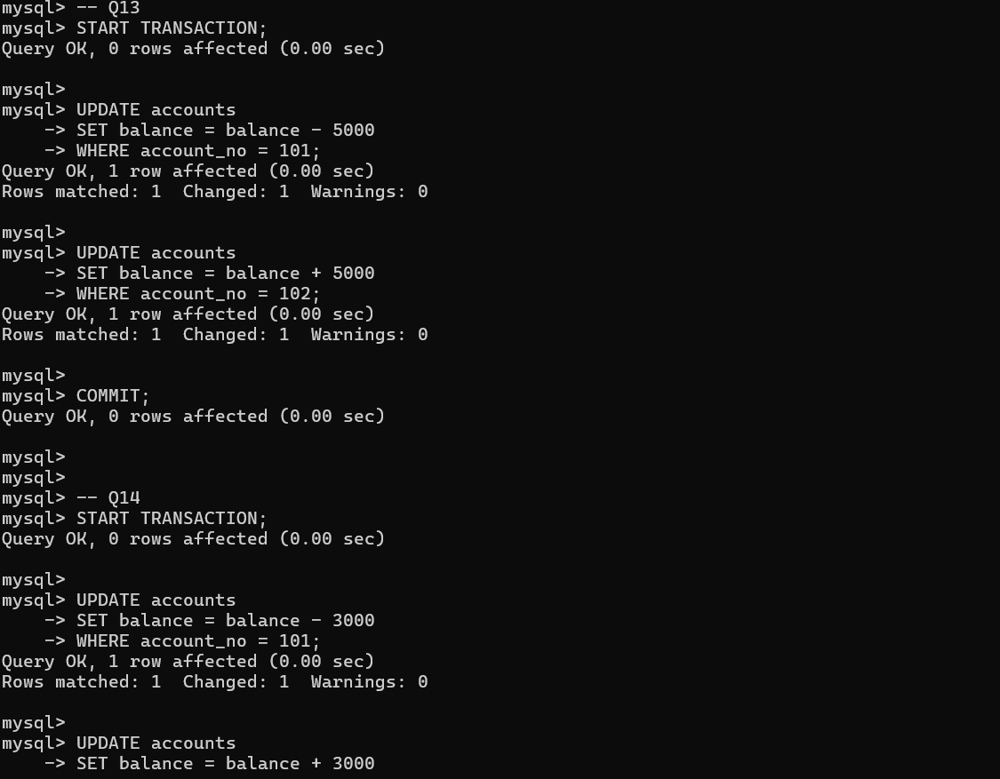 mysql> -- Q13
mysql> START TRANSACTION;
Query OK, 0 rows affected (0.00 sec)
mysql>
mysql> UPDATE accounts
    -> SET balance = balance - 5000
    -> WHERE account_no = 101;
Query OK, 1 row affected (0.00 sec)
Rows matched: 1  Changed: 1  Warnings: 0
mysql>
mysql> UPDATE accounts
    -> SET balance = balance + 5000
    -> WHERE account_no = 102;
Query OK, 1 row affected (0.00 sec)
Rows matched: 1  Changed: 1  Warnings: 0
mysql>
mysql> COMMIT;
Query OK, 0 rows affected (0.00 sec)
mysql>
mysql>
mysql> -- Q14
mysql> START TRANSACTION;
Query OK, 0 rows affected (0.00 sec)
mysql>
mysql> UPDATE accounts
    -> SET balance = balance - 3000
    -> WHERE account_no = 101;
Query OK, 1 row affected (0.00 sec)
Rows matched: 1  Changed: 1  Warnings: 0
mysql>
mysql> UPDATE accounts
    -> SET balance = balance + 3000